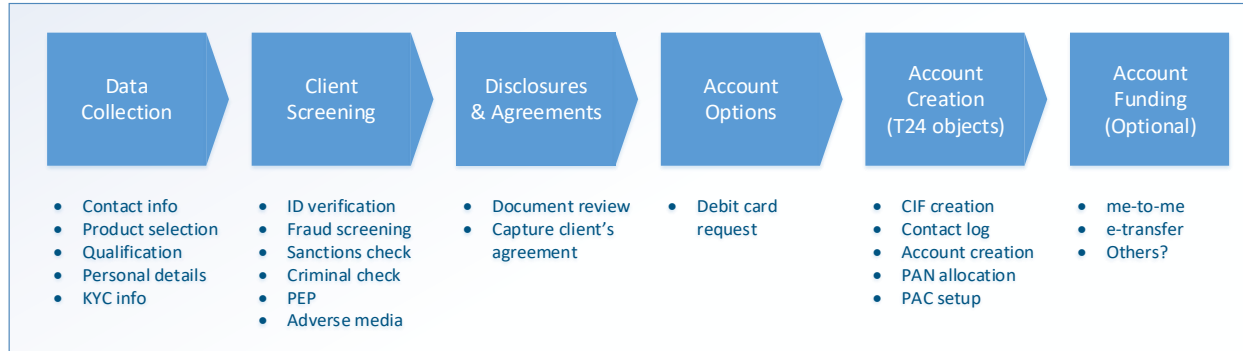 Data
Collection
Client
Screening
Disclosures
& Agreements
Account
Options
Account
Creation
(T24 objects)
Account
Funding
(Optional)
• Contact info
• Product selection
• Qualification
• Personal details
• KYC info
• ID verification
• Fraud screening
• Sanctions check
• Criminal check
• PEP
• Adverse media
• Document review
• Capture client's
agreement
• Debit card
request
• CIF creation
• Contact log
• Account creation
• PAN allocation
• PAC setup
• me-to-me
• e-transfer
• Others?